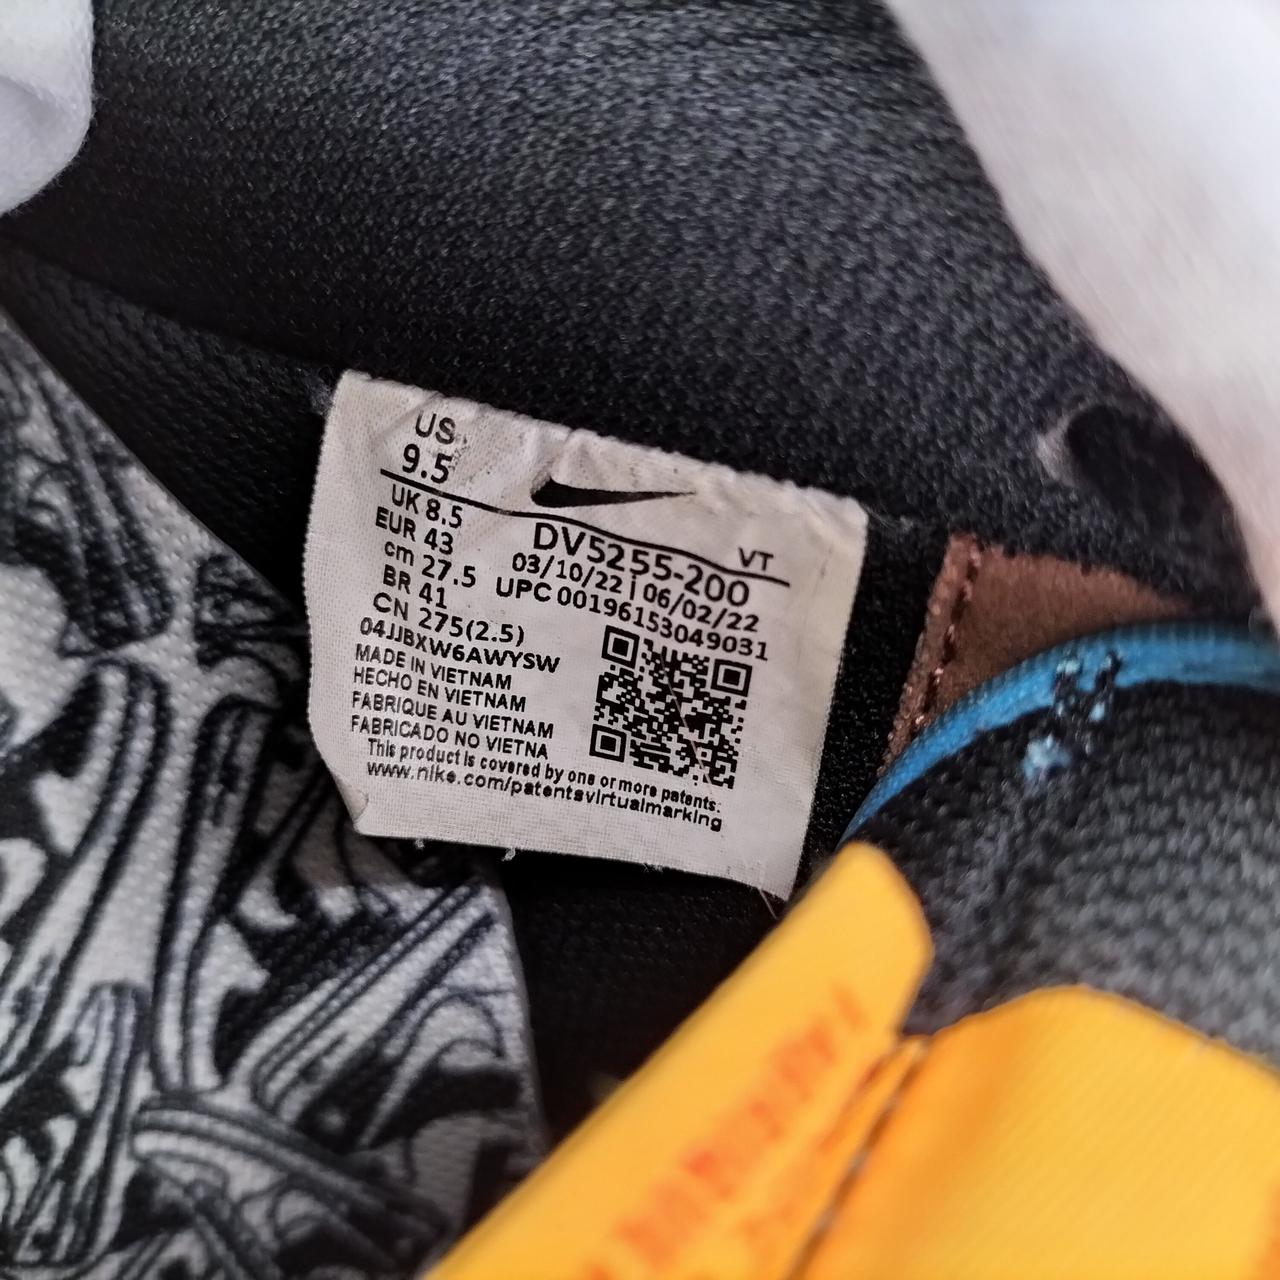 US
9.5
UK 8.5
EUR 43
cm 27.5
BR 41
CN 275(2.5)
DV5255-200 VT
03/10/22 | 06/02/22
UPC 00196153049031
04JJBXW6AWYSW
MADE IN VIETNAM
HECHO EN VIETNAM
FABRIQUE AU VIETNAM
FABRICADO NO VIETNA
This product is covered by one or more patents.
www.nike.com/patentsvirtualmarking